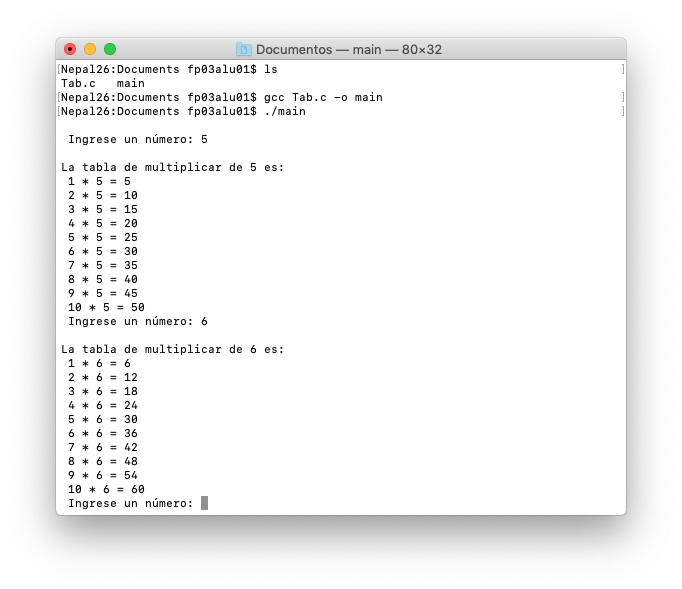 Documentos — main — 80×32
[Nepal26:Documents fp03alu01$ ls ]
Tab.c main
[Nepal26:Documents fp03alu01$ gcc Tab.c -o main ]
[Nepal26:Documents fp03alu01$ ./main ]
Ingrese un número: 5
La tabla de multiplicar de 5 es:
1 * 5 = 5
2 * 5 = 10
3 * 5 = 15
4 * 5 = 20
5 * 5 = 25
6 * 5 = 30
7 * 5 = 35
8 * 5 = 40
9 * 5 = 45
10 * 5 = 50
Ingrese un número: 6
La tabla de multiplicar de 6 es:
1 * 6 = 6
2 * 6 = 12
3 * 6 = 18
4 * 6 = 24
5 * 6 = 30
6 * 6 = 36
7 * 6 = 42
8 * 6 = 48
9 * 6 = 54
10 * 6 = 60
Ingrese un número: